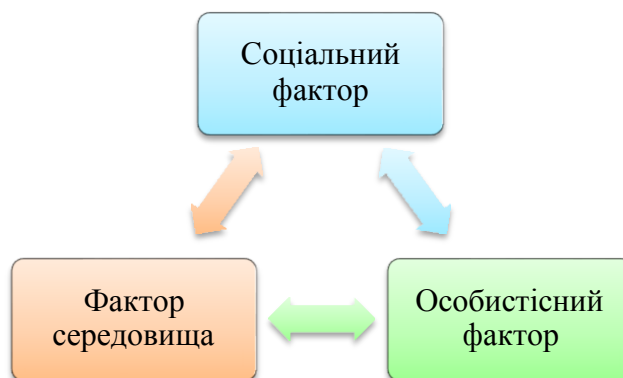 Соціальний
фактор
Фактор
середовища
Особистісний
фактор